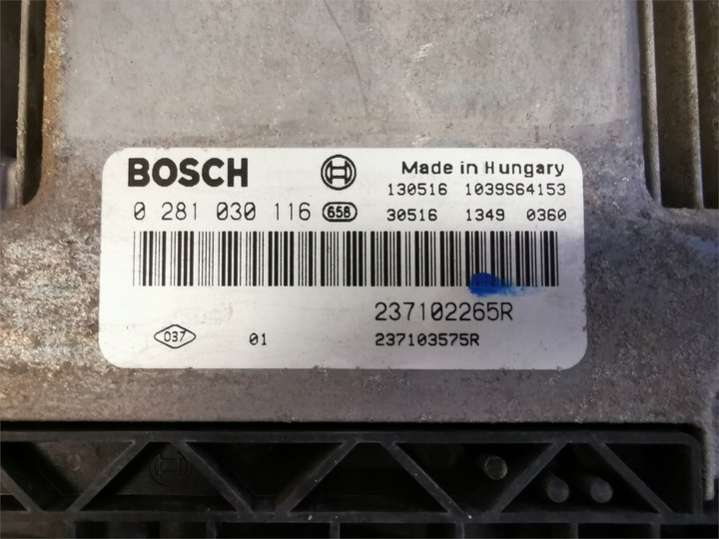 BOSCH Made in Hungary
130516 1039S64153
0 281 030 116 658 30516 1349 0360
237102265R
037 01 237103575R